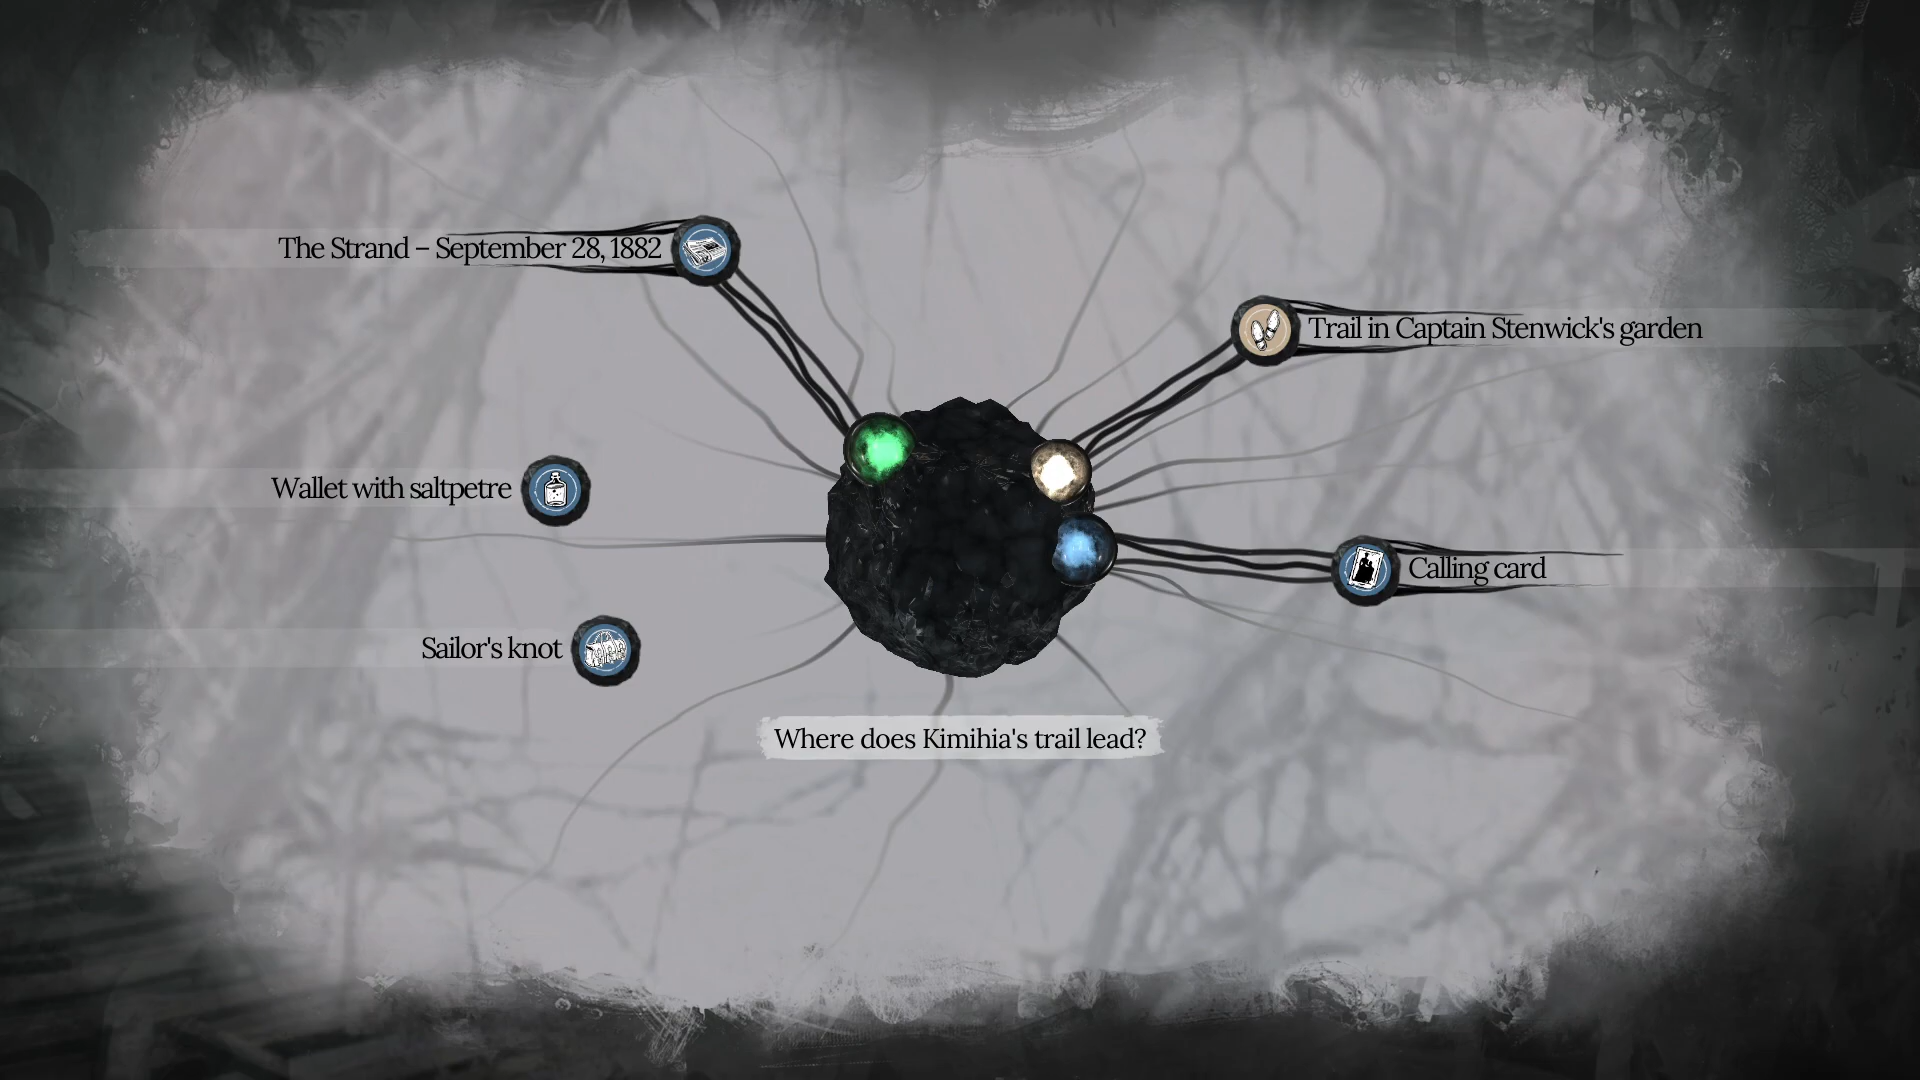 The Strand – September 28, 1882
Trail in Captain Stenwick's garden
Wallet with saltpetre
Calling card
Sailor's knot
Where does Kimihia's trail lead?